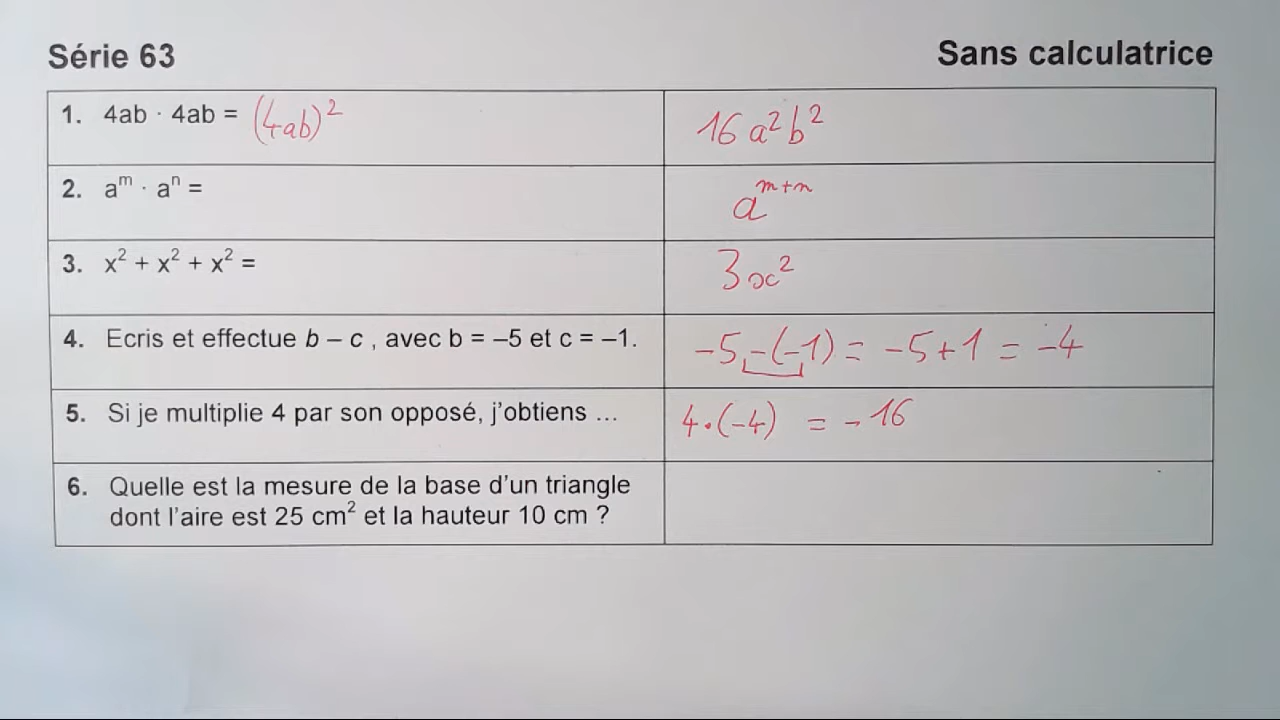 Série 63
Sans calculatrice
1. 4ab · 4ab = (4ab)²
16 a² b²
2. aᵐ · aⁿ =
aᵐ⁺ⁿ
3. x² + x² + x² =
3x²
4. Ecris et effectue b – c , avec b = –5 et c = –1.
-5 -(-1) = -5+1 = -4
5. Si je multiplie 4 par son opposé, j'obtiens ...
4·(-4) = -16
6. Quelle est la mesure de la base d'un triangle
dont l'aire est 25 cm² et la hauteur 10 cm ?